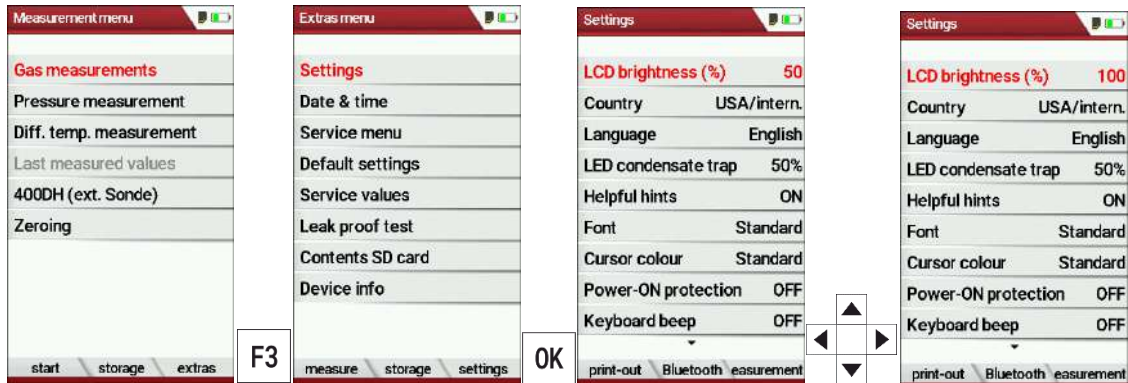 Measurement menu
Gas measurements
Pressure measurement
Diff. temp. measurement
Last measured values
400DH (ext. Sonde)
Zeroing
start storage extras
F3
Extras menu
Settings
Date & time
Service menu
Default settings
Service values
Leak proof test
Contents SD card
Device info
measure storage settings
OK
Settings
LCD brightness (%) 50
Country USA/intern.
Language English
LED condensate trap 50%
Helpful hints ON
Font Standard
Cursor colour Standard
Power-ON protection OFF
Keyboard beep OFF
print-out Bluetooth easurement
Settings
LCD brightness (%) 100
Country USA/intern.
Language English
LED condensate trap 50%
Helpful hints ON
Font Standard
Cursor colour Standard
Power-ON protection OFF
Keyboard beep OFF
print-out Bluetooth easurement